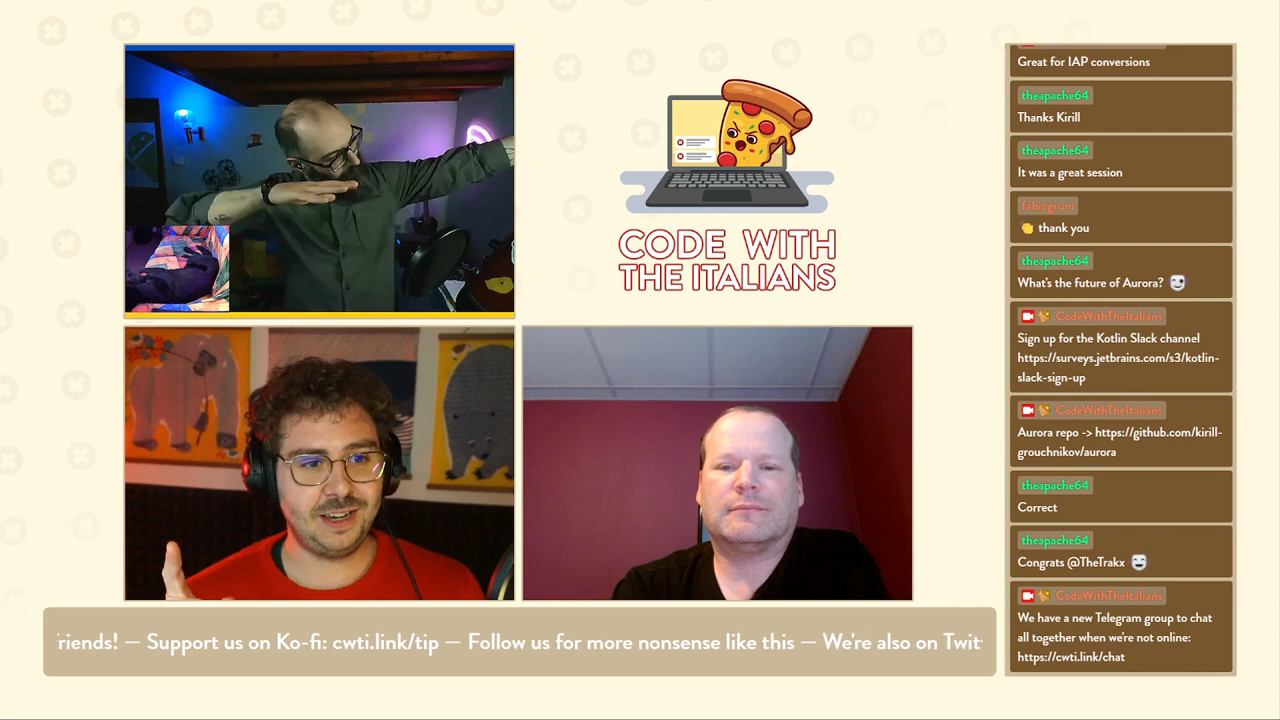 CODE WITH
THE ITALIANS
Great for IAP conversions
theapache64
Thanks Kirill
theapache64
It was a great session
fabiogrum
thank you
theapache64
What's the future of Aurora?
CodeWithTheItalians
Sign up for the Kotlin Slack channel
https://surveys.jetbrains.com/s3/kotlin-
slack-sign-up
CodeWithTheItalians
Aurora repo -> https://github.com/kirill-
grouchnikov/aurora
theapache64
Correct
theapache64
Congrats @TheTrakx
CodeWithTheItalians
We have a new Telegram group to chat
all together when we're not online:
https://cwti.link/chat
riends! — Support us on Ko-fi: cwti.link/tip — Follow us for more nonsense like this — We're also on Twit